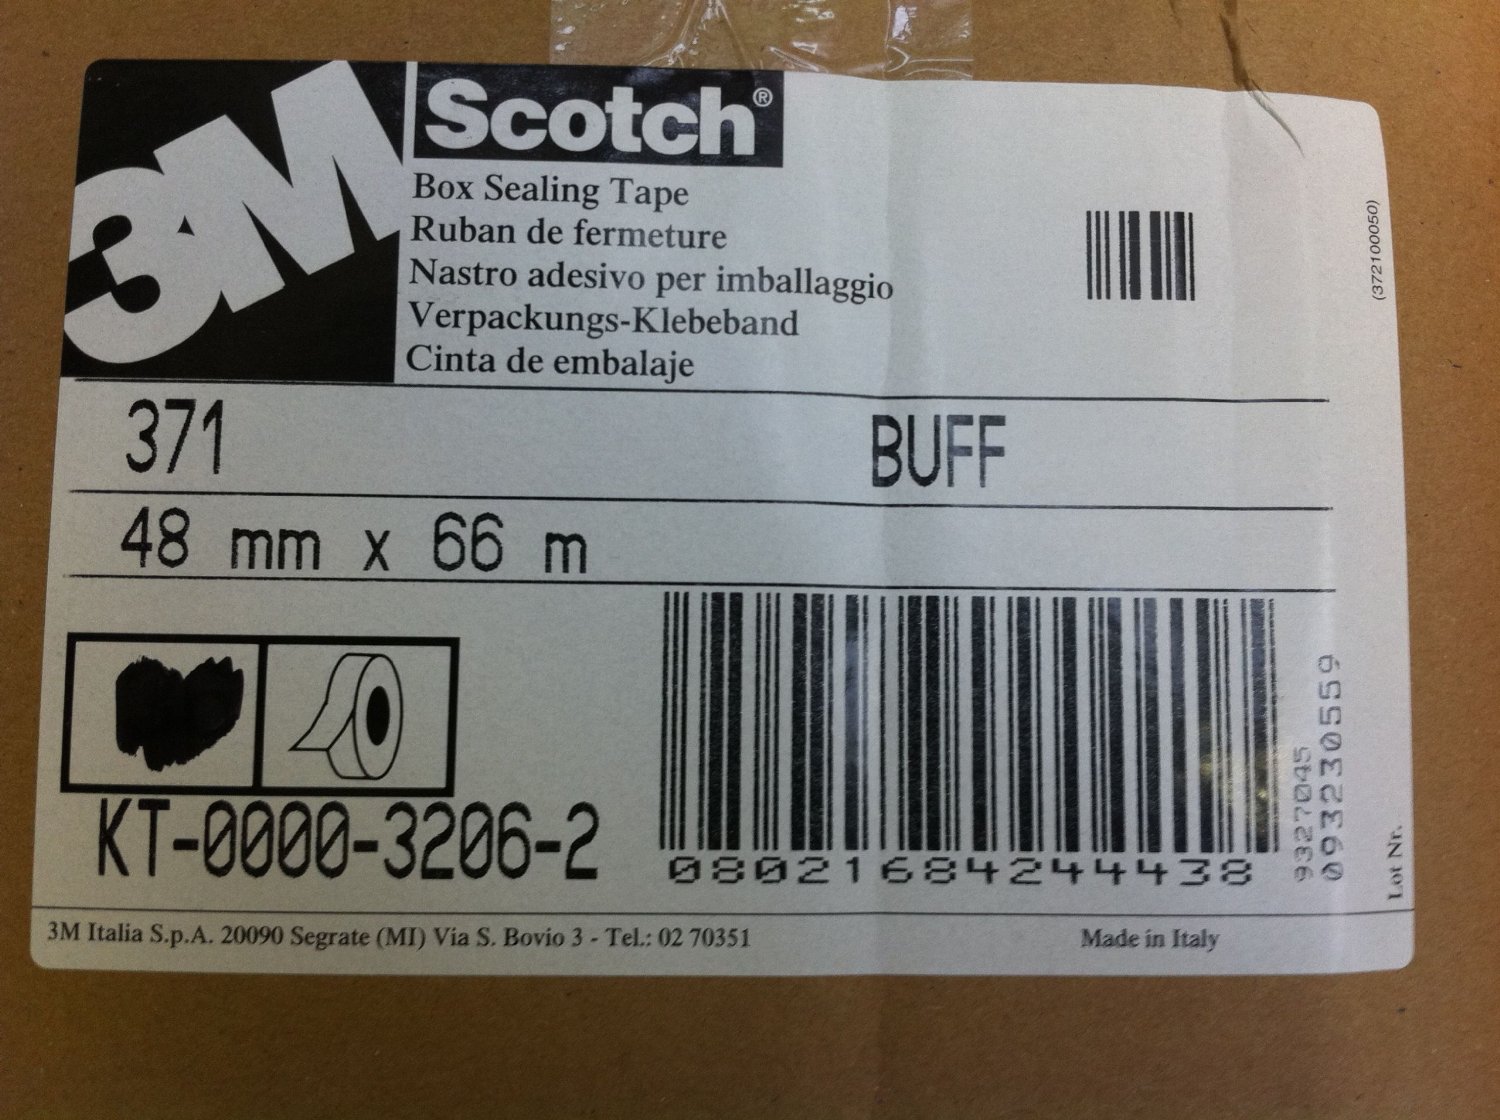 3M
Scotch®
Box Sealing Tape
Ruban de fermeture
Nastro adesivo per imballaggio
Verpackungs-Klebeband
Cinta de embalaje
(372100050)
371 BUFF
48 mm x 66 m
KT-0000-3206-2
08021684244438
9327045
093230559
Lot Nr.
3M Italia S.p.A. 20090 Segrate (MI) Via S. Bovio 3 - Tel.: 02 70351 Made in Italy